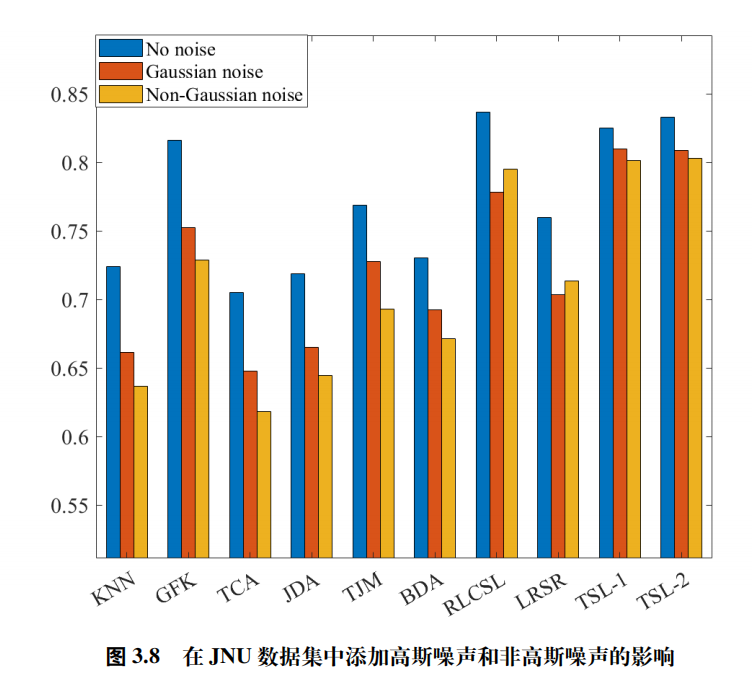 No noise
Gaussian noise
Non-Gaussian noise
0.85
0.8
0.75
0.7
0.65
0.6
0.55
KNN
GFK
TCA
JDA
TJM
BDA
RLCSL
LRSR
TSL-1
TSL-2
图 3.8 在 JNU 数据集中添加高斯噪声和非高斯噪声的影响